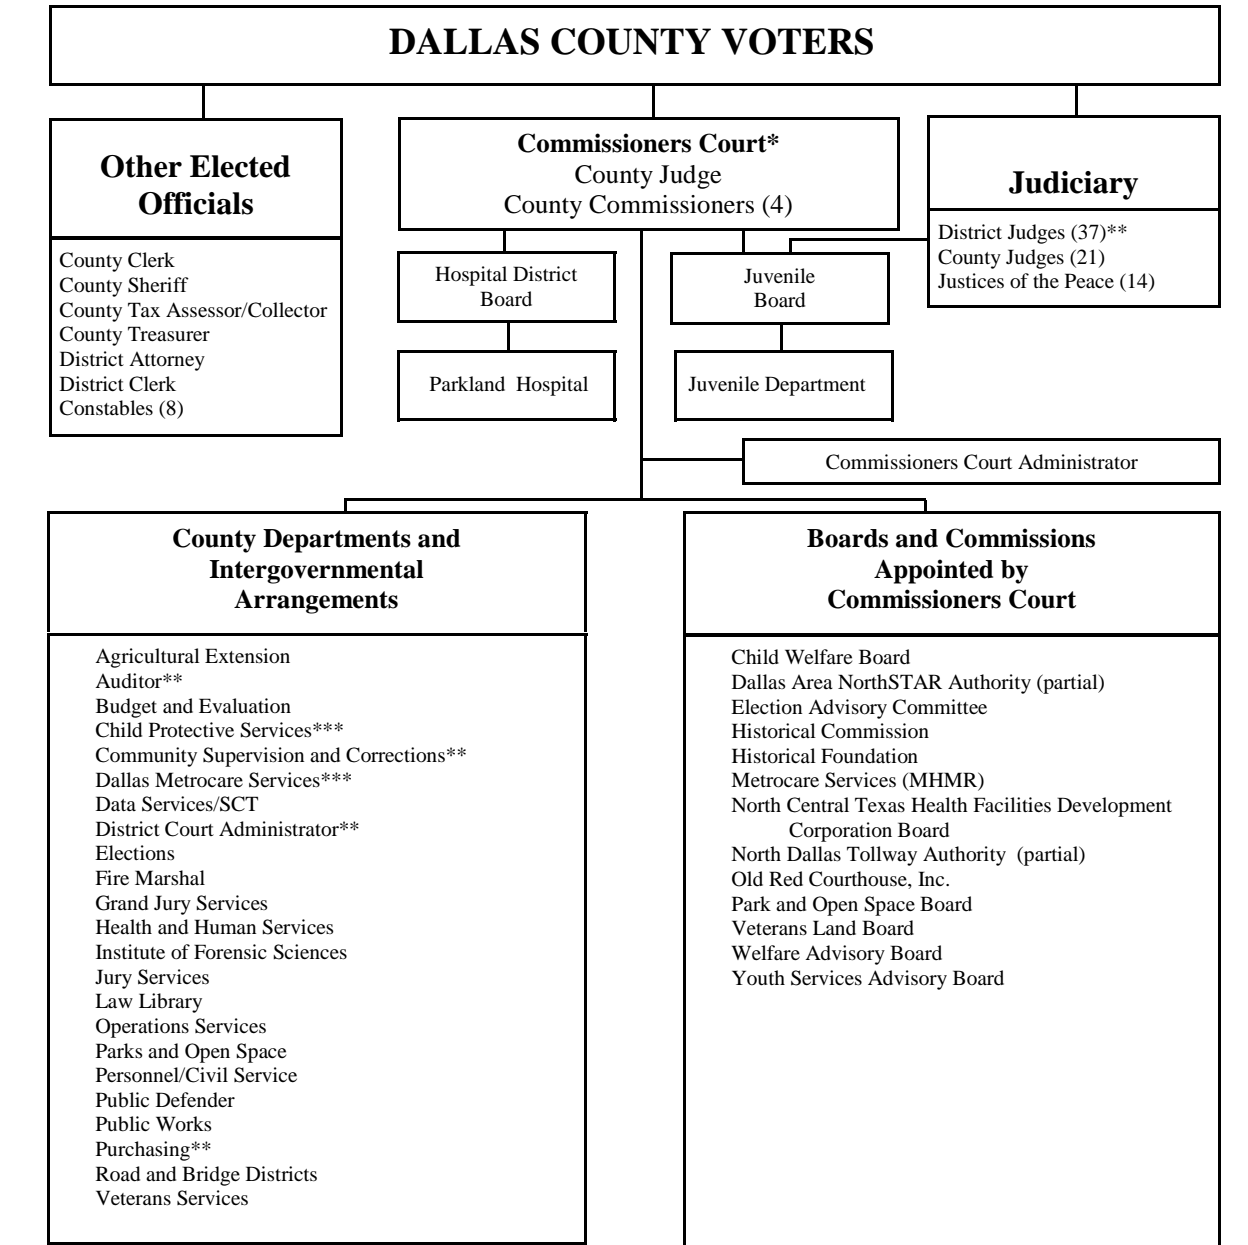 DALLAS COUNTY VOTERS
Other Elected
Officials
County Clerk
County Sheriff
County Tax Assessor/Collector
County Treasurer
District Attorney
District Clerk
Constables (8)
Commissioners Court*
County Judge
County Commissioners (4)
Judiciary
District Judges (37)**
County Judges (21)
Justices of the Peace (14)
Hospital District
Board
Juvenile
Board
Parkland Hospital
Juvenile Department
Commissioners Court Administrator
County Departments and
Intergovernmental
Arrangements
Agricultural Extension
Auditor**
Budget and Evaluation
Child Protective Services***
Community Supervision and Corrections**
Dallas Metrocare Services***
Data Services/SCT
District Court Administrator**
Elections
Fire Marshal
Grand Jury Services
Health and Human Services
Institute of Forensic Sciences
Jury Services
Law Library
Operations Services
Parks and Open Space
Personnel/Civil Service
Public Defender
Public Works
Purchasing**
Road and Bridge Districts
Veterans Services
Boards and Commissions
Appointed by
Commissioners Court
Child Welfare Board
Dallas Area NorthSTAR Authority (partial)
Election Advisory Committee
Historical Commission
Historical Foundation
Metrocare Services (MHMR)
North Central Texas Health Facilities Development
Corporation Board
North Dallas Tollway Authority (partial)
Old Red Courthouse, Inc.
Park and Open Space Board
Veterans Land Board
Welfare Advisory Board
Youth Services Advisory Board